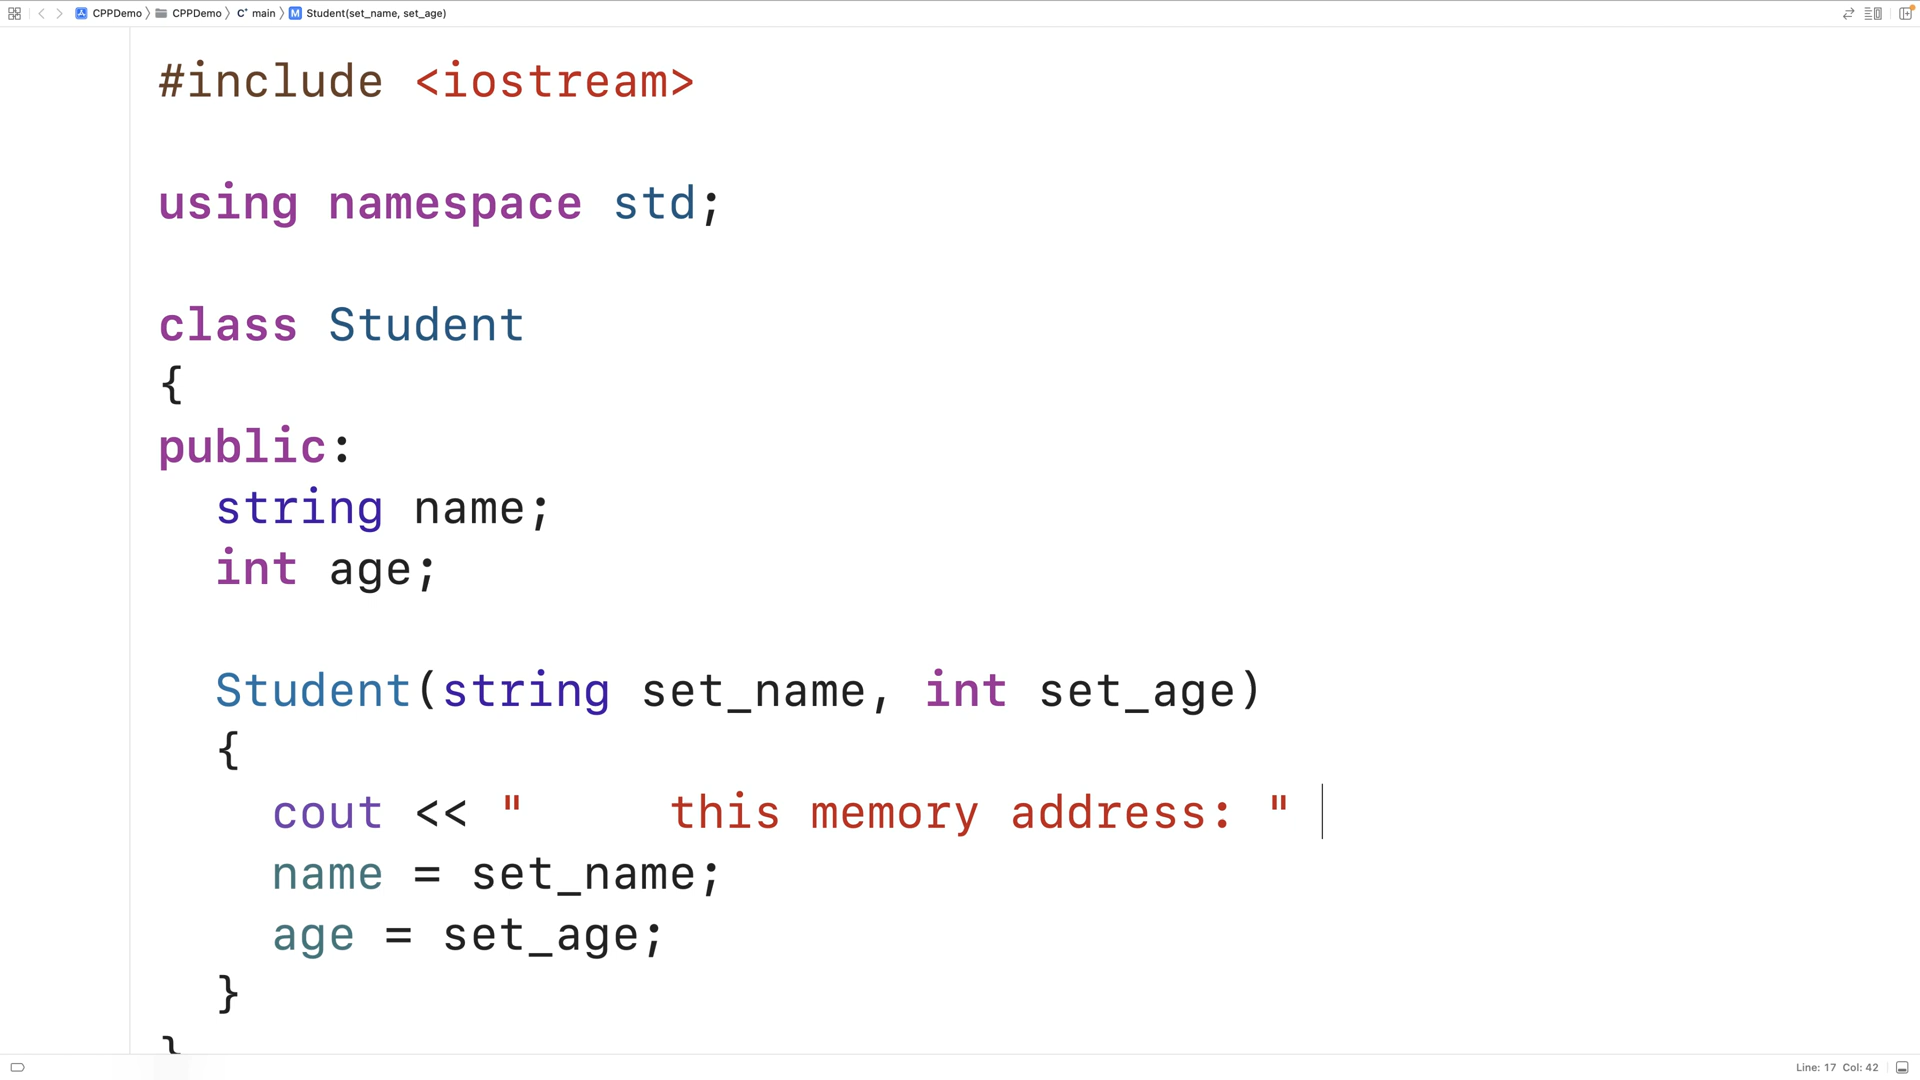 CPPDemo 〉 CPPDemo 〉 C⁺ main 〉 M Student(set_name, set_age)
#include <iostream>
using namespace std;
class Student
{
public:
string name;
int age;
Student(string set_name, int set_age)
{
cout << "     this memory address: "
name = set_name;
age = set_age;
}
}
Line: 17 Col: 42